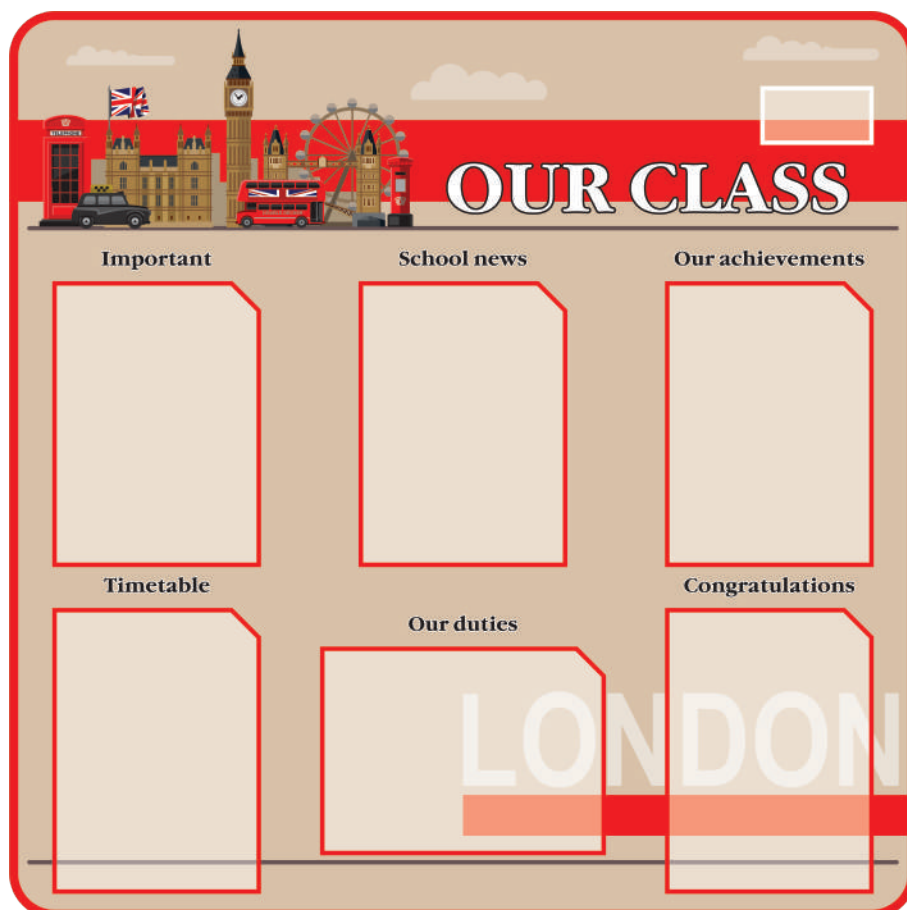 TELEPHONE
OUR CLASS
Important
School news
Our achievements
Timetable
Congratulations
Our duties
LONDON